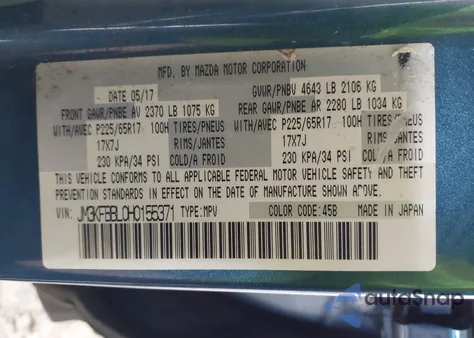 MFD. BY MAZDA MOTOR CORPORATION
DATE 05/17 GVWR/PNBV 4643 LB 2106 KG
FRONT GAWR/PNBE AV 2370 LB 1075 KG REAR GAWR/PNBE AR 2280 LB 1034 KG
WITH/AVEC P225/65R17 100H TIRES/PNEUS WITH/AVEC P225/65R17 100H TIRES/PNEUS
17X7J RIMS/JANTES 17X7J RIMS/JANTES
230 KPA/34 PSI COLD/A FROID 230 KPA/34 PSI COLD/A FROID
THIS VEHICLE CONFORMS TO ALL APPLICABLE FEDERAL MOTOR VEHICLE SAFETY AND THEFT
PREVENTION STANDARDS IN EFFECT ON THE DATE OF MANUFACTURE SHOWN ABOVE.
VIN: JM3KFBBL0H0155371 TYPE:MPV COLOR CODE:45B MADE IN JAPAN
autoSnap